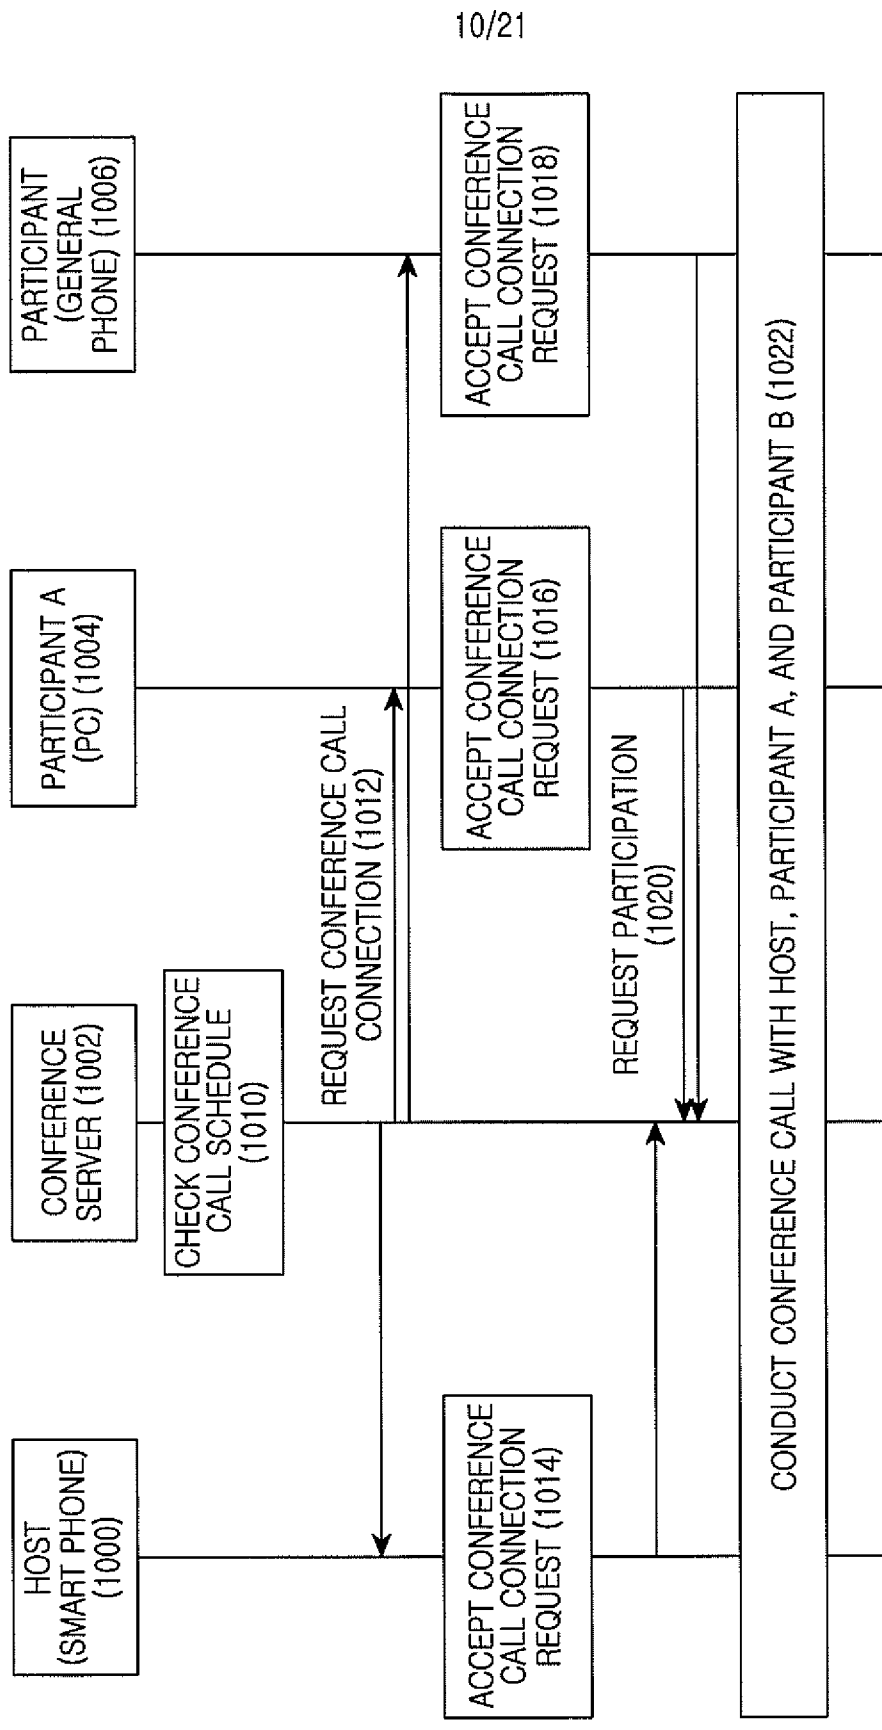 10/21
HOST
(SMART PHONE)
(1000)
CONFERENCE
SERVER (1002)
PARTICIPANT A
(PC) (1004)
PARTICIPANT
(GENERAL
PHONE) (1006)
CHECK CONFERENCE
CALL SCHEDULE
(1010)
REQUEST CONFERENCE CALL
CONNECTION (1012)
ACCEPT CONFERENCE
CALL CONNECTION
REQUEST (1014)
ACCEPT CONFERENCE
CALL CONNECTION
REQUEST (1016)
ACCEPT CONFERENCE
CALL CONNECTION
REQUEST (1018)
REQUEST PARTICIPATION
(1020)
CONDUCT CONFERENCE CALL WITH HOST, PARTICIPANT A, AND PARTICIPANT B (1022)